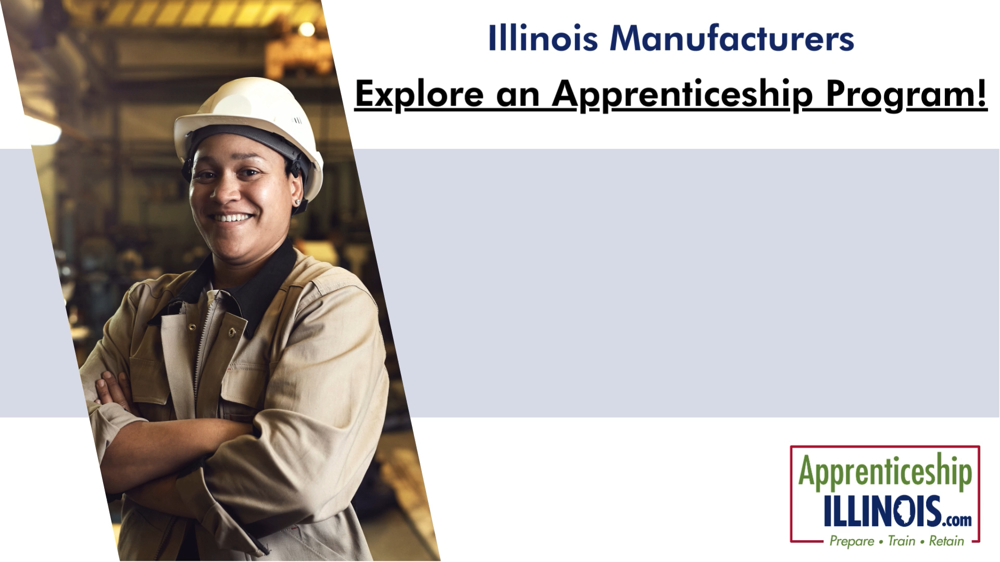 Illinois Manufacturers
Explore an Apprenticeship Program!
Apprenticeship
ILLINOIS.com
Prepare • Train • Retain